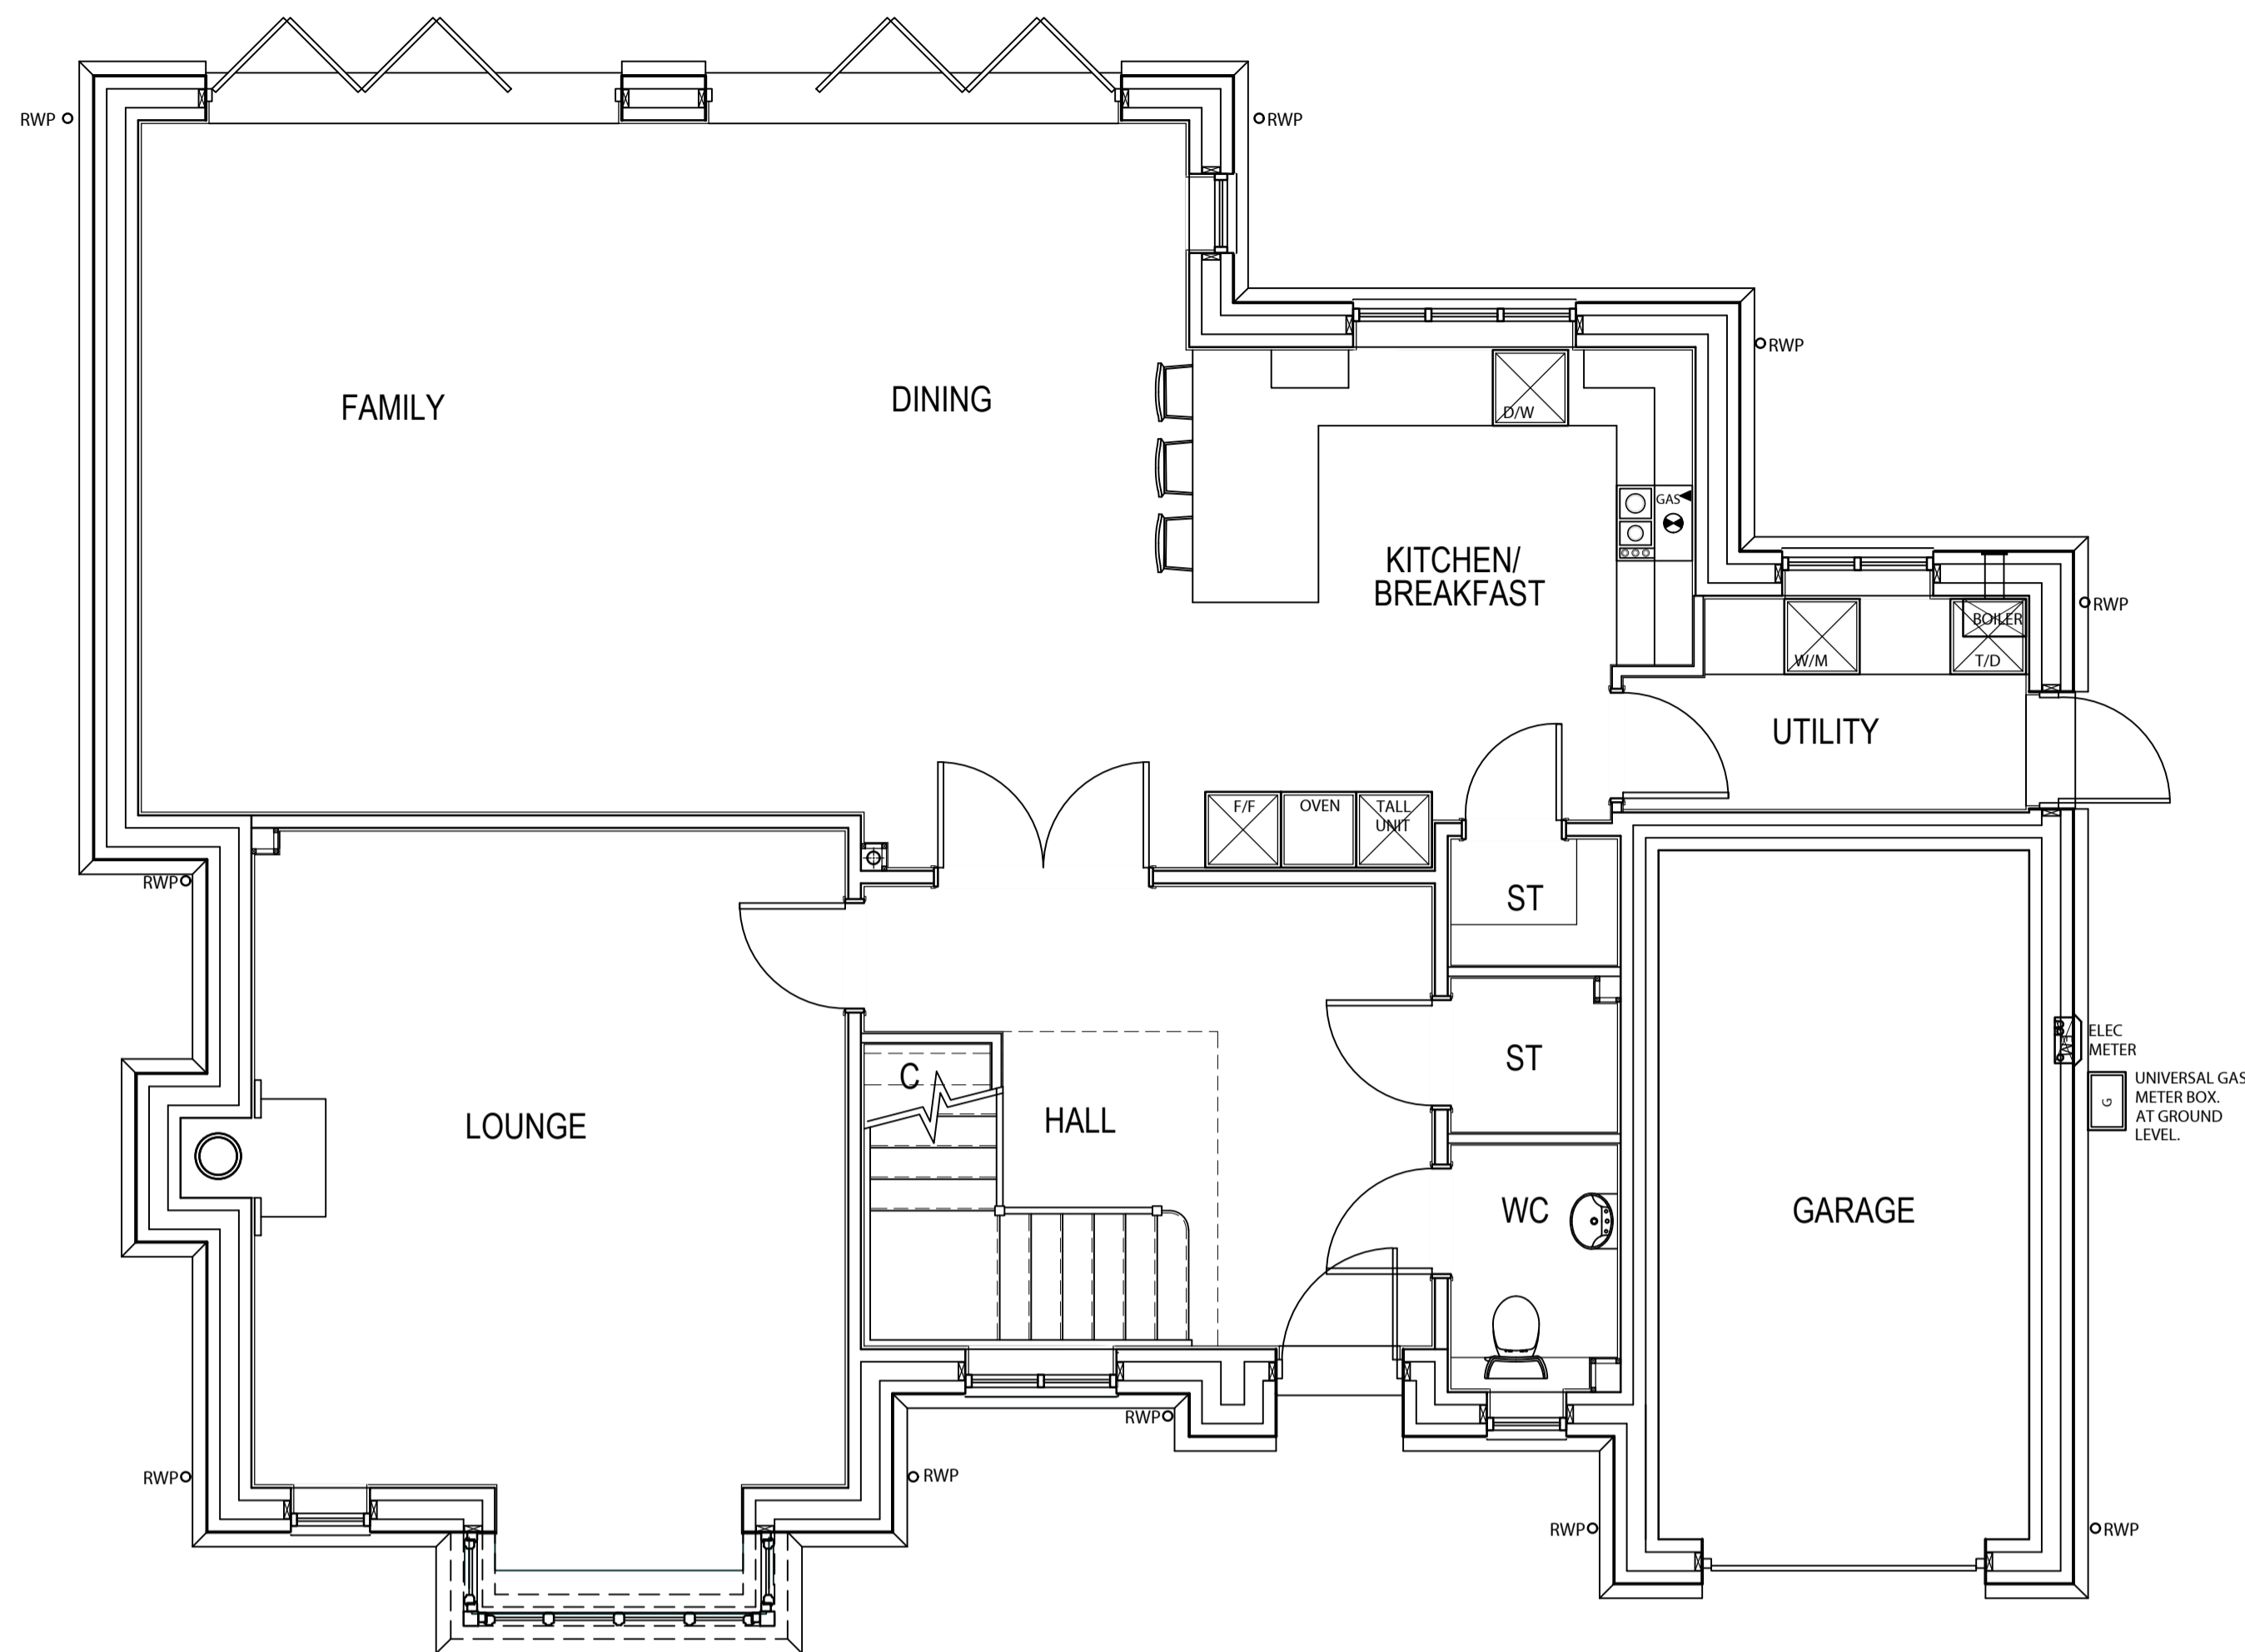 RWP
RWP
RWP
FAMILY
DINING
D/W
GAS
KITCHEN/
BREAKFAST
RWP
BOILER
W/M
T/D
UTILITY
F/F
OVEN
TALL
UNIT
RWP
ST
ELEC
METER
ST
C
UNIVERSAL GAS
METER BOX.
AT GROUND
LEVEL.
G
LOUNGE
HALL
WC
GARAGE
RWP
RWP
RWP
RWP
RWP